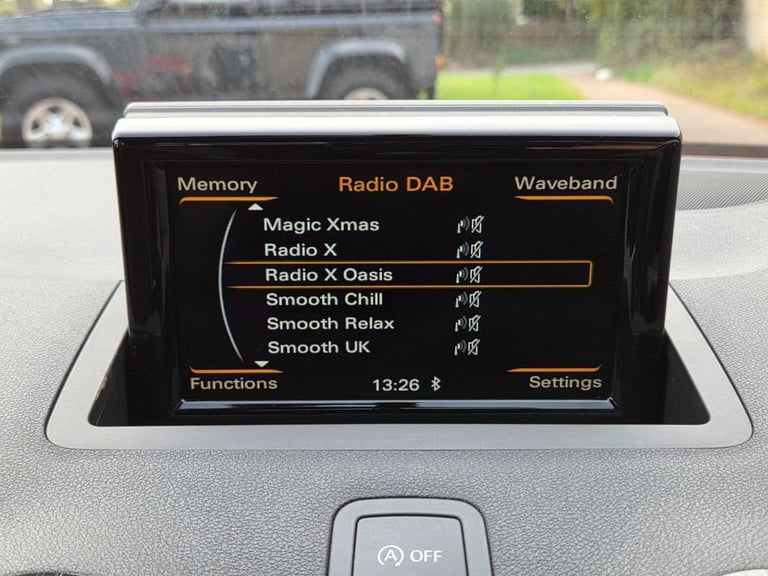 Memory Radio DAB Waveband
Magic Xmas
Radio X
Radio X Oasis
Smooth Chill
Smooth Relax
Smooth UK
Functions 13:26 Settings
A OFF